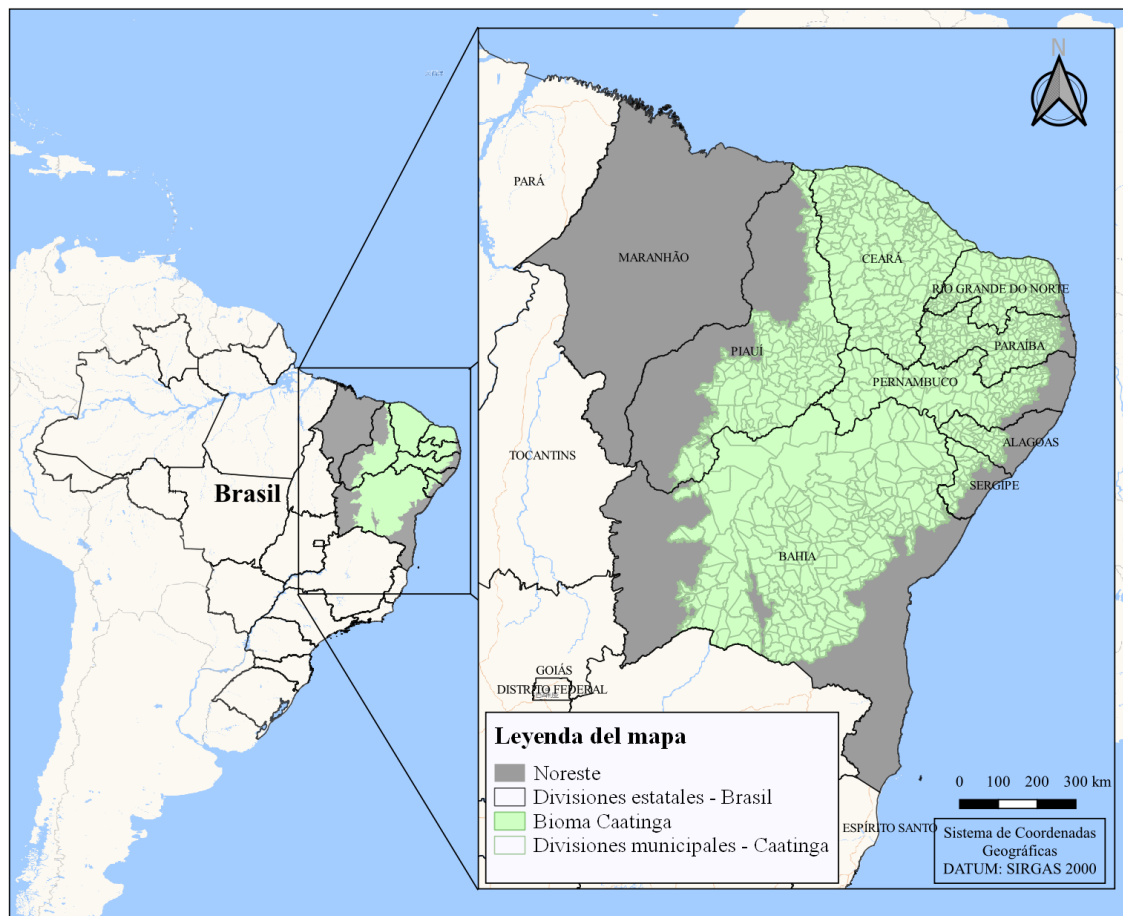 N
PARÁ
MARANHÃO
CEARÁ
RIO GRANDE DO NORTE
PARAÍBA
PIAUÍ
PERNAMBUCO
ALAGOAS
SERGIPE
TOCANTINS
BAHIA
GOIÁS
DISTRITO FEDERAL
ESPÍRITO SANTO
Brasil
Leyenda del mapa
Noreste
Divisiones estatales - Brasil
Bioma Caatinga
Divisiones municipales - Caatinga
0 100 200 300 km
Sistema de Coordenadas
Geográficas
DATUM: SIRGAS 2000